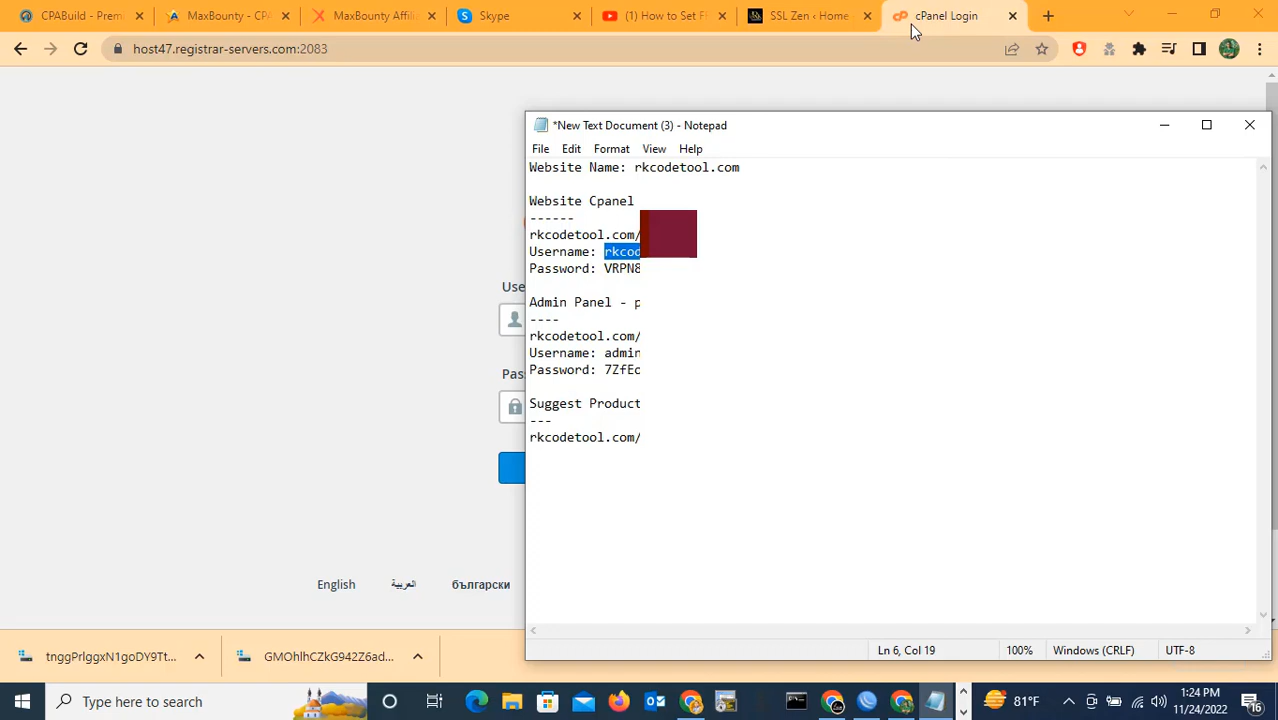 CPABuild - Prem
MaxBounty - CPA
MaxBounty Affili
Skype
(1) How to Set F
SSL Zen ‹ Home
cPanel Login
host47.registrar-servers.com:2083
*New Text Document (3) - Notepad
File Edit Format View Help
Website Name: rkcodetool.com
Website Cpanel
------
rkcodetool.com/
Username: rkcod
Password: VRPN8
Admin Panel - p
----
rkcodetool.com/
Username: admin
Password: 7ZfEo
Suggest Product
---
rkcodetool.com/
Use
Pas
English العربية български
Ln 6, Col 19 100% Windows (CRLF) UTF-8
tnggPrIggxN1goDY9Tt...
GMOhlhCZkG942Z6ad...
Type here to search
81°F
1:24 PM
11/24/2022
16